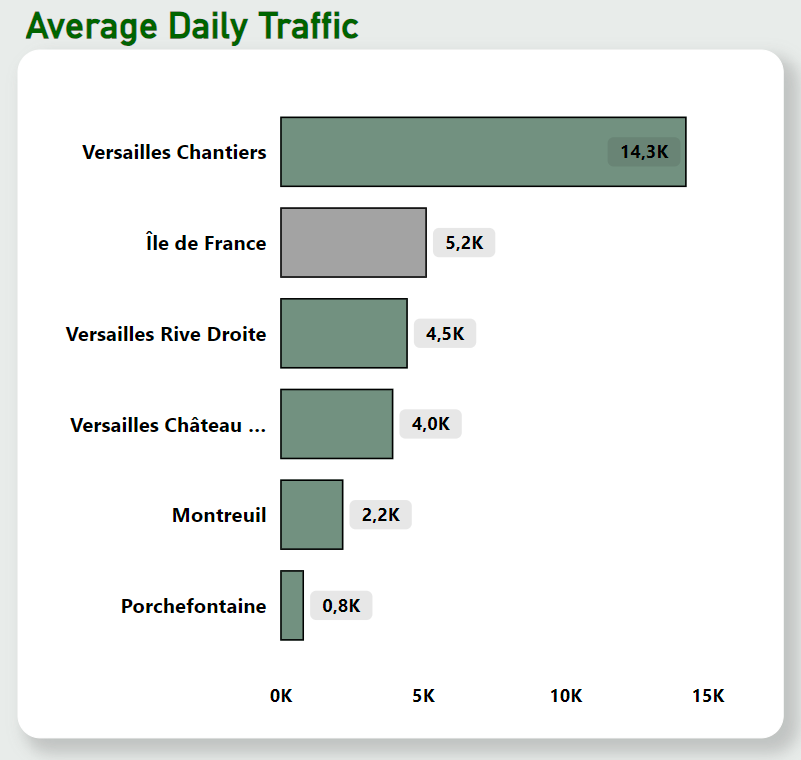 Average Daily Traffic
Versailles Chantiers 14,3K
Île de France 5,2K
Versailles Rive Droite 4,5K
Versailles Château ... 4,0K
Montreuil 2,2K
Porchefontaine 0,8K
0K 5K 10K 15K